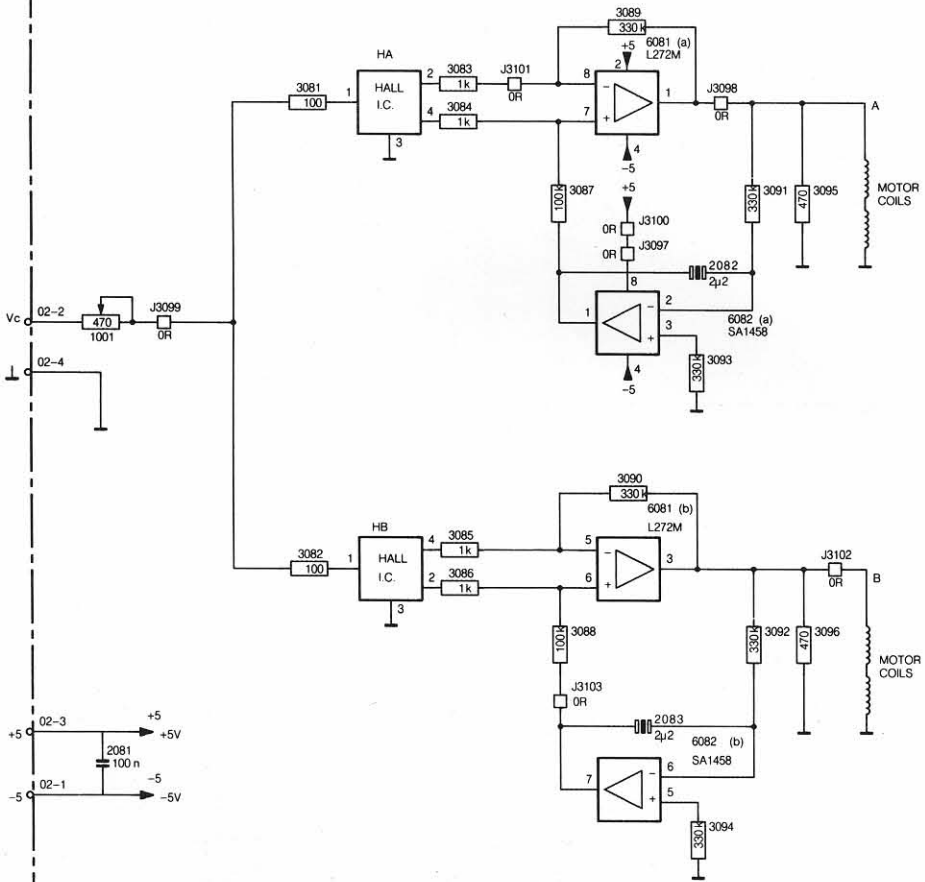 3089
330 k
6081 (a)
L272M
+5
2
HA
3083
J3101
2
1k
0R
8
−
J3098
3081
100
1
HALL
I.C.
3084
4
1k
7
+
1
0R
A
3
4
−5
+5
100k
3087
330k
3091
470
3095
MOTOR
COILS
J3100
0R
J3097
0R
2082
2µ2
8
1
−
2
+
3
6082 (a)
SA1458
4
−5
330k
3093
Vc
02-2
470
1001
J3099
0R
⊥
02-4
3090
330 k
6081 (b)
L272M
HB
3085
4
1k
5
−
3082
100
1
HALL
I.C.
3086
2
1k
6
+
3
J3102
0R
B
3
100k
3088
330k
3092
470
3096
MOTOR
COILS
J3103
0R
2083
2µ2
6082 (b)
SA1458
7
−
6
+
5
330k
3094
+5
02-3
+5
+5V
2081
100 n
−5
02-1
−5
−5V